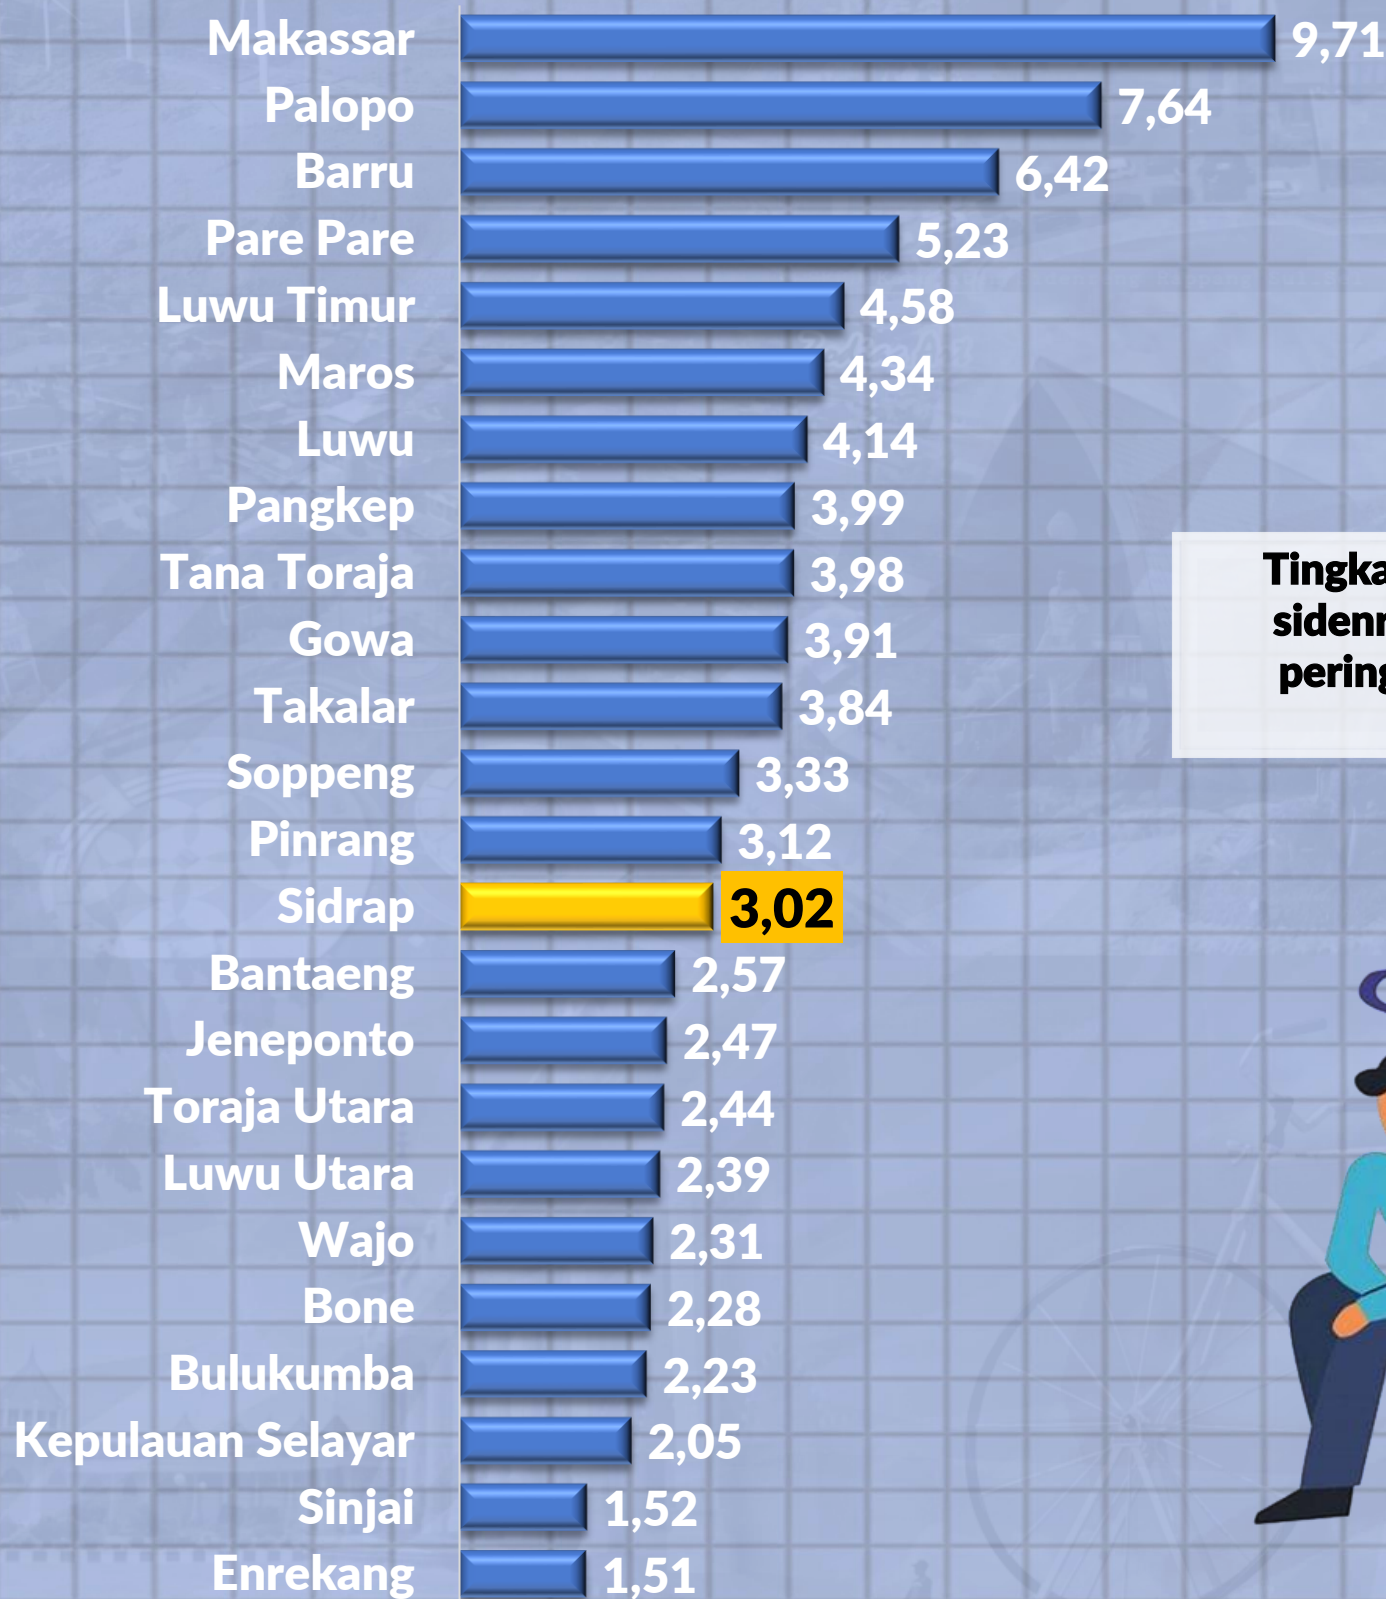 Makassar 9,71
Palopo 7,64
Barru 6,42
Pare Pare 5,23
Luwu Timur 4,58
Maros 4,34
Luwu 4,14
Pangkep 3,99
Tana Toraja 3,98
Gowa 3,91
Takalar 3,84
Soppeng 3,33
Pinrang 3,12
Sidrap 3,02
Bantaeng 2,57
Jeneponto 2,47
Toraja Utara 2,44
Luwu Utara 2,39
Wajo 2,31
Bone 2,28
Bulukumba 2,23
Kepulauan Selayar 2,05
Sinjai 1,52
Enrekang 1,51